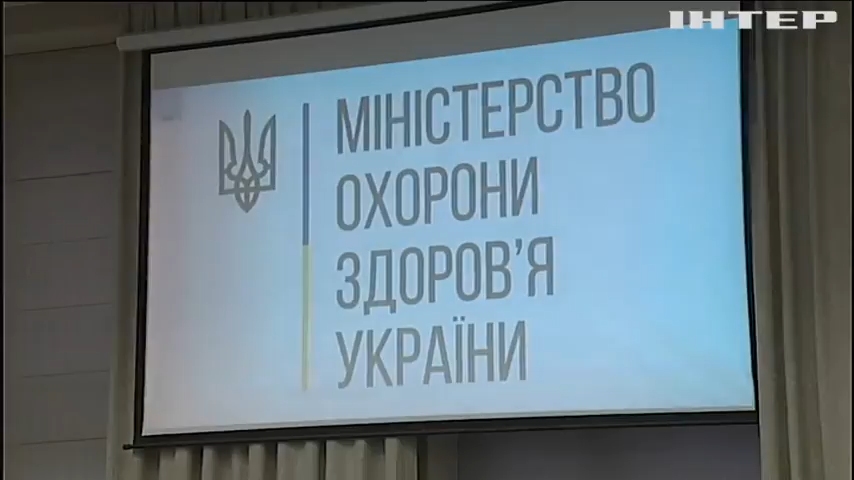 ІНТЕР
МІНІСТЕРСТВО
ОХОРОНИ
ЗДОРОВ'Я
УКРАЇНИ